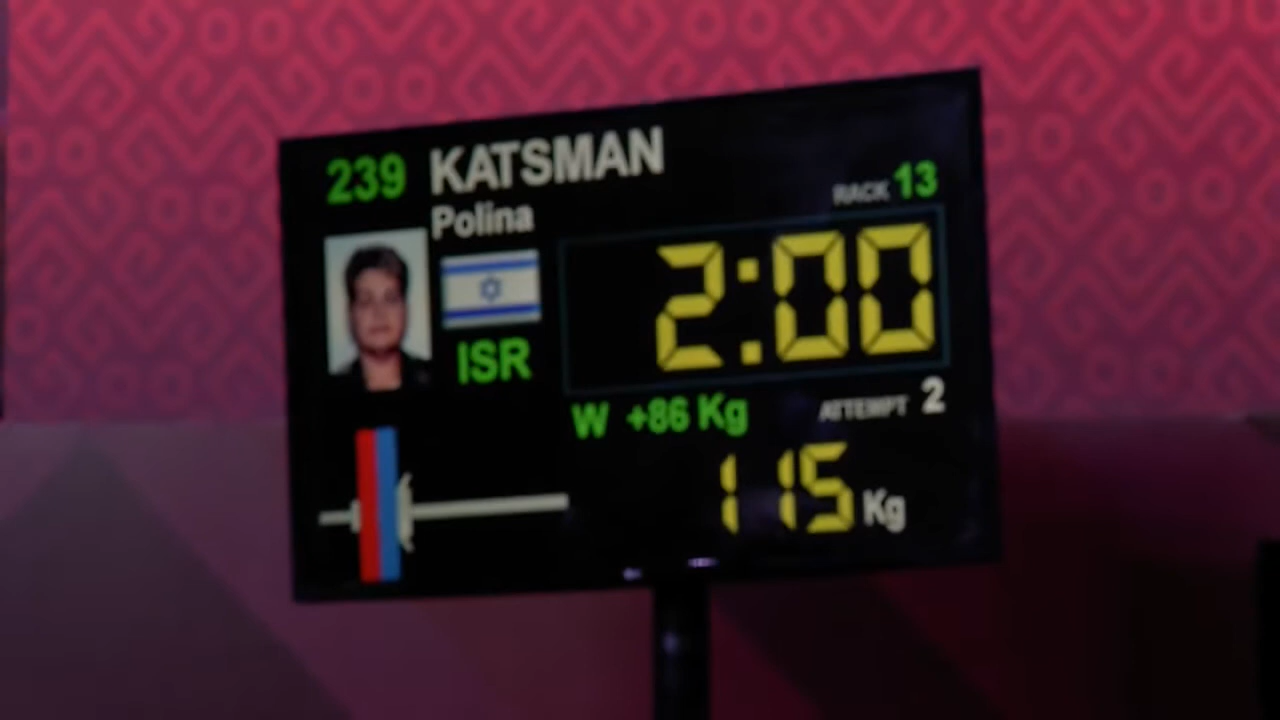 239 KATSMAN
Polina
RACK 13
ISR
2:00
W +86 Kg
ATTEMPT 2
115 Kg